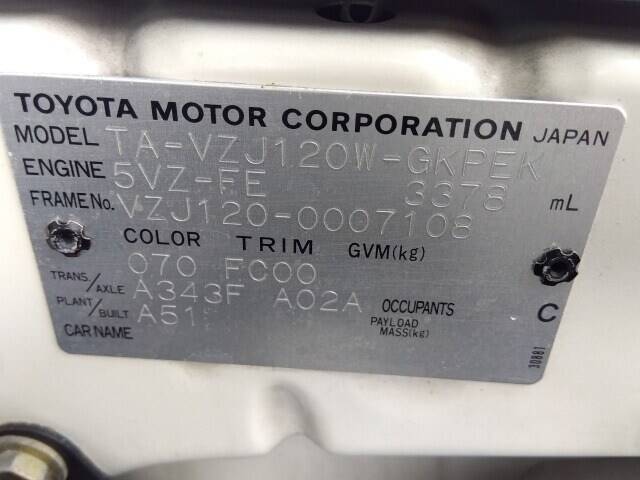 TOYOTA MOTOR CORPORATION JAPAN
MODEL TA-VZJ120W-GKPEK
ENGINE 5VZ-FE 3378 mL
FRAME No. VZJ120-0007108
COLOR TRIM GVM(kg)
070 FC00
TRANS./AXLE A343F A02A OCCUPANTS C
PLANT/BUILT A51 PAYLOAD MASS(kg)
CAR NAME
30881